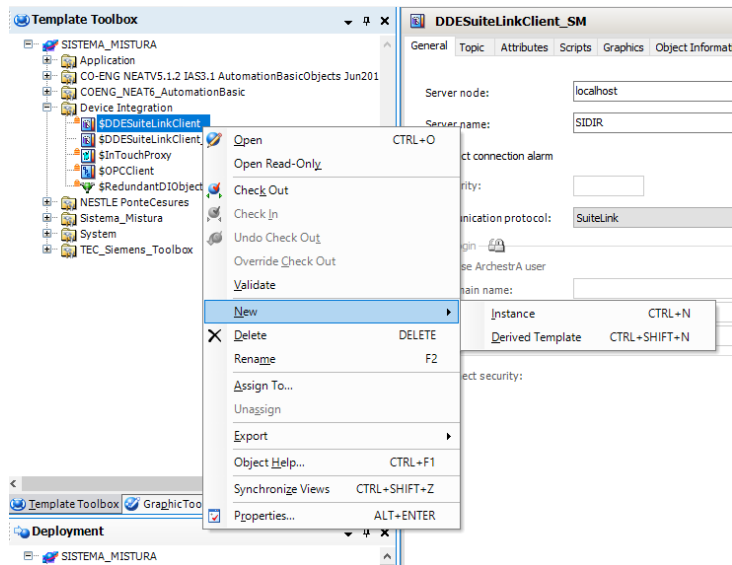 Template Toolbox
SISTEMA_MISTURA
Application
CO-ENG NEATV5.1.2 IAS3.1 AutomationBasicObjects Jun201
COENG_NEAT6_AutomationBasic
Device Integration
$DDESuiteLinkClient
$DDESuiteLinkClient_
$InTouchProxy
$OPCClient
$RedundantDIObject
NESTLE PonteCesures
Sistema_Mistura
System
TEC_Siemens_Toolbox
Template Toolbox GraphicToo
Deployment
SISTEMA_MISTURA
Open CTRL+O
Open Read-Only
Check Out
Check In
Undo Check Out
Override Check Out
Validate
New
Delete DELETE
Rename F2
Assign To...
Unassign
Export
Object Help... CTRL+F1
Synchronize Views CTRL+SHIFT+Z
Properties... ALT+ENTER
Instance CTRL+N
Derived Template CTRL+SHIFT+N
DDESuiteLinkClient_SM
General Topic Attributes Scripts Graphics Object Informat
Server node: localhost
Server name: SIDIR
ct connection alarm
rity:
unication protocol: SuiteLink
gin
se ArchestrA user
main name:
ect security: